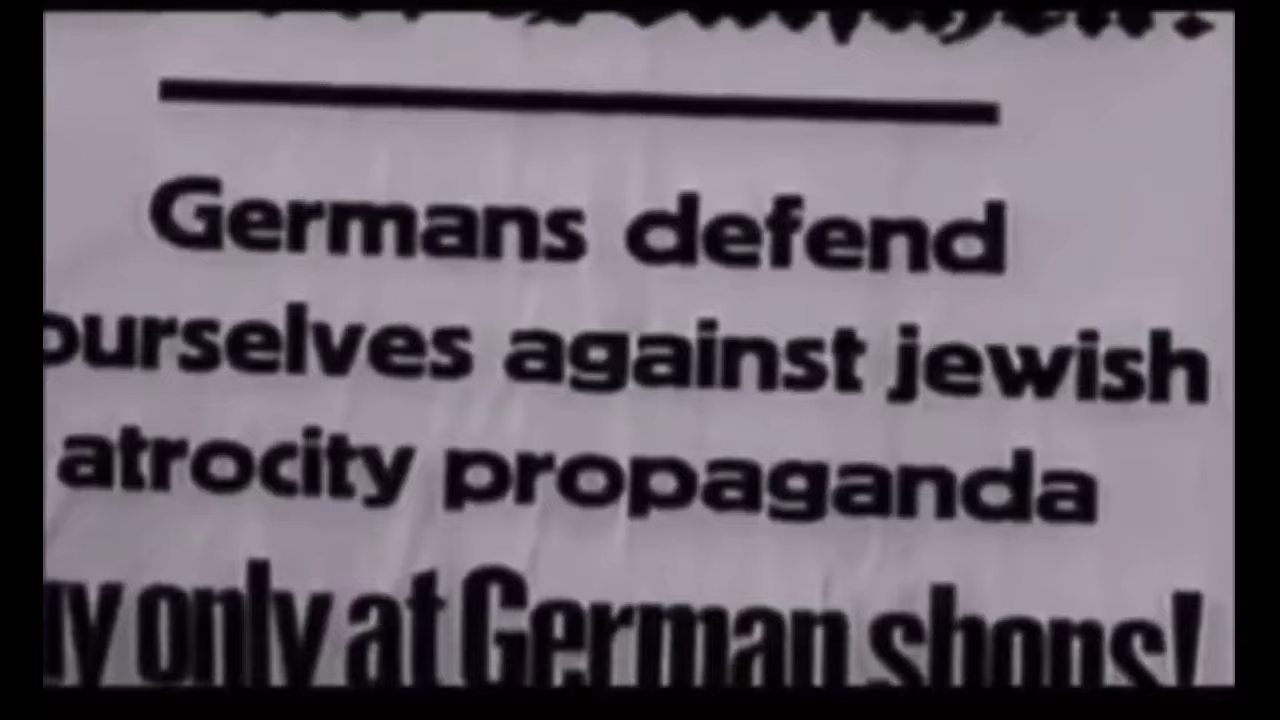 Germans defend
ourselves against jewish
atrocity propaganda
only at German shops!